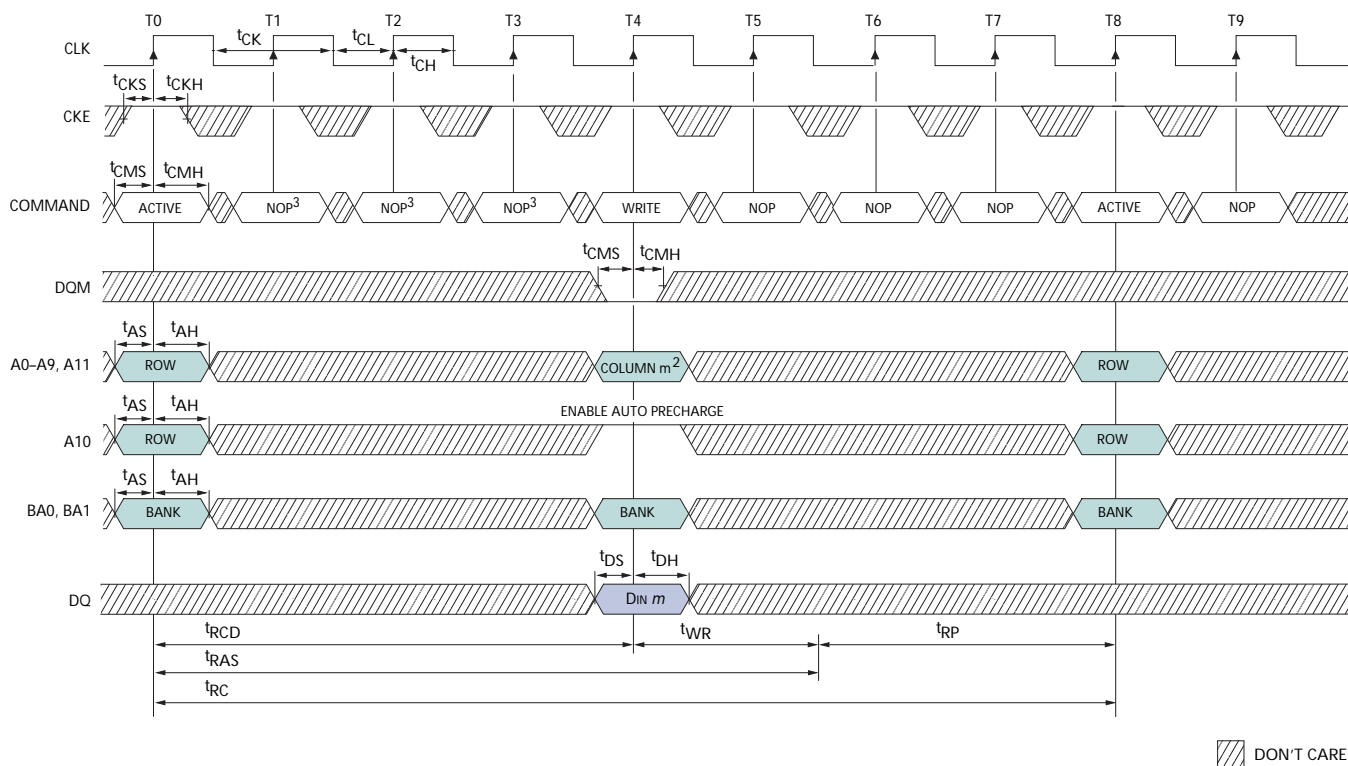 T0 T1 T2 T3 T4 T5 T6 T7 T8 T9
CLK
tCK tCL tCH
tCKS tCKH
CKE
tCMS tCMH
COMMAND ACTIVE NOP3 NOP3 NOP3 WRITE NOP NOP NOP ACTIVE NOP
tCMS tCMH
DQM
tAS tAH
A0–A9, A11 ROW COLUMN m2 ROW
tAS tAH ENABLE AUTO PRECHARGE
A10 ROW ROW
tAS tAH
BA0, BA1 BANK BANK BANK
tDS tDH
DQ DIN m
tRCD tWR tRP
tRAS
tRC
DON'T CARE